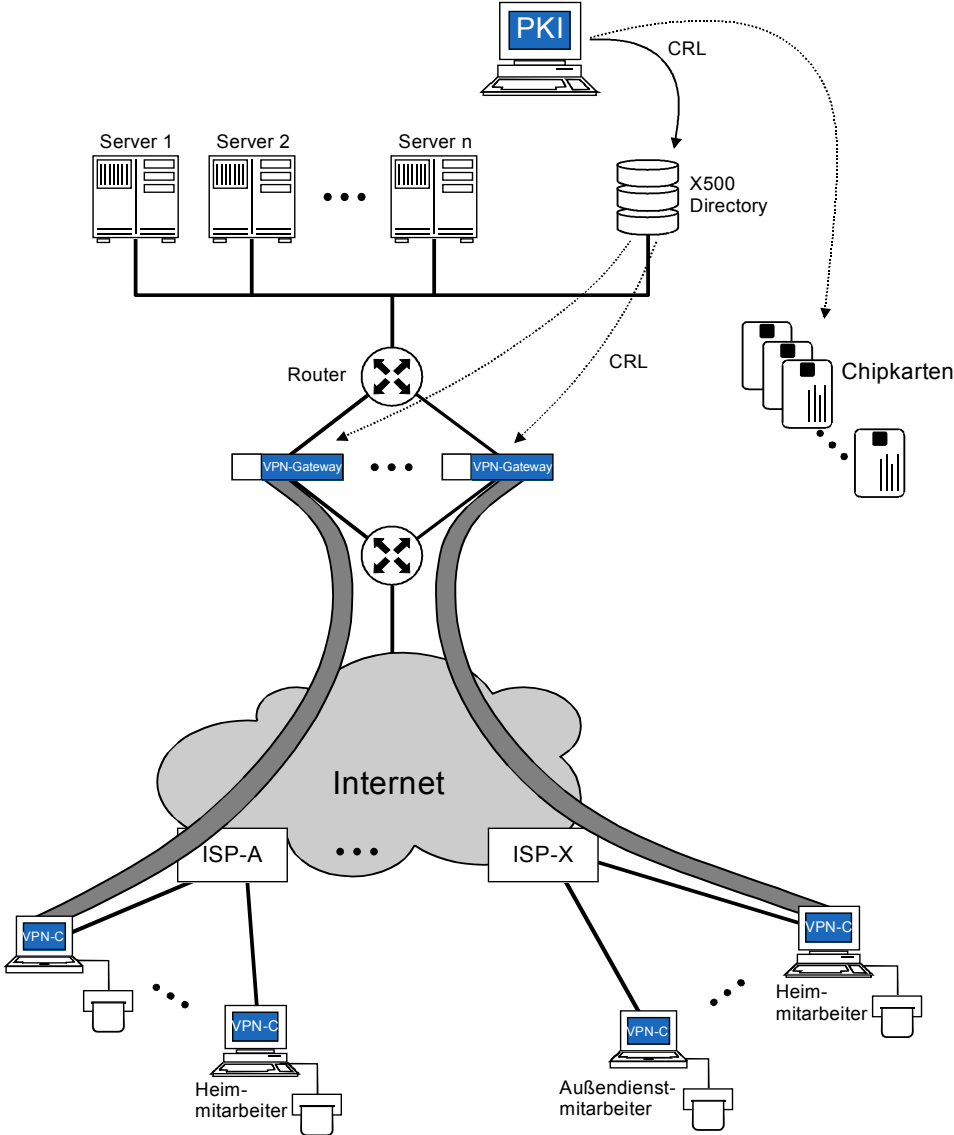 PKI
CRL
Server 1
Server 2
Server n
X500
Directory
Router
CRL
Chipkarten
VPN-Gateway
VPN-Gateway
Internet
ISP-A
ISP-X
VPN-C
VPN-C
Heim-
mitarbeiter
VPN-C
Heim-
mitarbeiter
VPN-C
Außendienst-
mitarbeiter